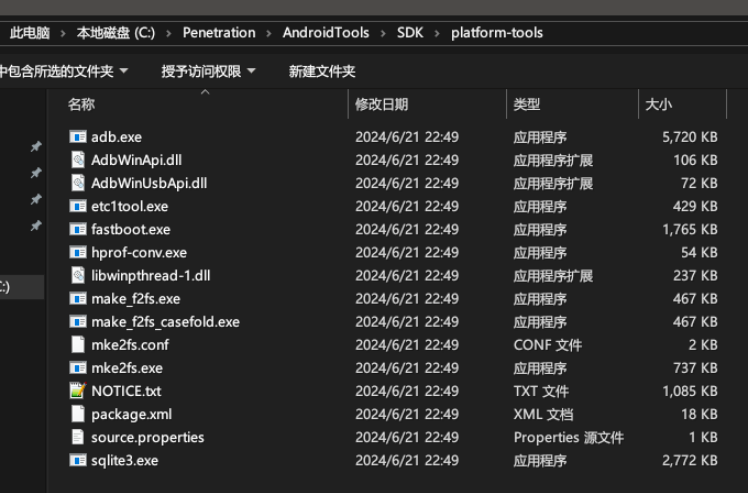 此电脑 > 本地磁盘 (C:) > Penetration > AndroidTools > SDK > platform-tools
中包含所选的文件夹 授予访问权限 新建文件夹
名称 修改日期 类型 大小
adb.exe 2024/6/21 22:49 应用程序 5,720 KB
AdbWinApi.dll 2024/6/21 22:49 应用程序扩展 106 KB
AdbWinUsbApi.dll 2024/6/21 22:49 应用程序扩展 72 KB
etc1tool.exe 2024/6/21 22:49 应用程序 429 KB
fastboot.exe 2024/6/21 22:49 应用程序 1,765 KB
hprof-conv.exe 2024/6/21 22:49 应用程序 54 KB
:) libwinpthread-1.dll 2024/6/21 22:49 应用程序扩展 237 KB
make_f2fs.exe 2024/6/21 22:49 应用程序 467 KB
make_f2fs_casefold.exe 2024/6/21 22:49 应用程序 467 KB
mke2fs.conf 2024/6/21 22:49 CONF 文件 2 KB
mke2fs.exe 2024/6/21 22:49 应用程序 737 KB
NOTICE.txt 2024/6/21 22:49 TXT 文件 1,085 KB
package.xml 2024/6/21 22:49 XML 文档 18 KB
source.properties 2024/6/21 22:49 Properties 源文件 1 KB
sqlite3.exe 2024/6/21 22:49 应用程序 2,772 KB